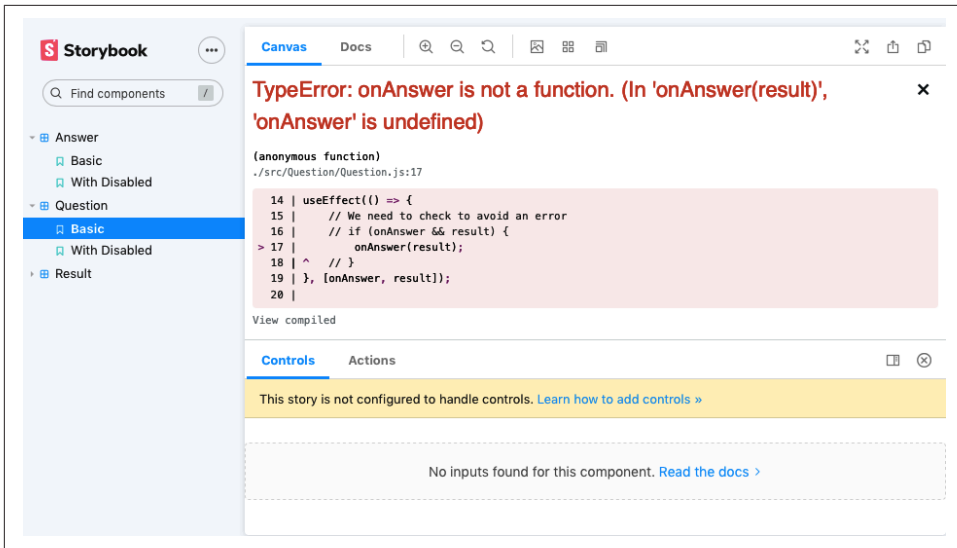 Storybook
Canvas Docs
Find components /
Answer
Basic
With Disabled
Question
Basic
With Disabled
Result
TypeError: onAnswer is not a function. (In 'onAnswer(result)',
'onAnswer' is undefined)
(anonymous function)
./src/Question/Question.js:17
14 | useEffect(() => {
15 |     // We need to check to avoid an error
16 |     // if (onAnswer && result) {
> 17 |         onAnswer(result);
18 | ^   // }
19 | }, [onAnswer, result]);
20 |
View compiled
Controls Actions
This story is not configured to handle controls. Learn how to add controls »
No inputs found for this component. Read the docs >